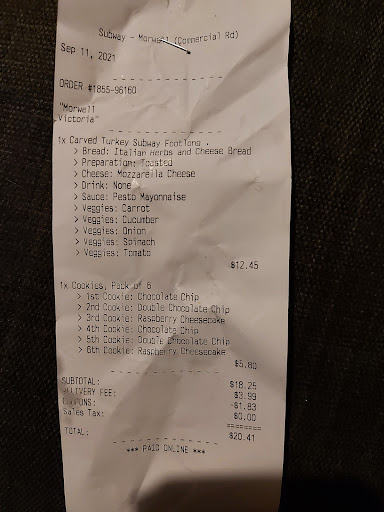 Subway - Morwell (Commercial Rd)
Sep 11, 2021
ORDER #1855-96160
"Morwell
Victoria"
1x Carved Turkey Subway Footlong .
> Bread: Italian Herbs and Cheese Bread
> Preparation: Toasted
> Cheese: Mozzarella Cheese
> Drink: None
> Sauce: Pesto Mayonnaise
> Veggies: Carrot
> Veggies: Cucumber
> Veggies: Onion
> Veggies: Spinach
> Veggies: Tomato
$12.45
1x Cookies, Pack of 6
> 1st Cookie: Chocolate Chip
> 2nd Cookie: Double Chocolate Chip
> 3rd Cookie: Raspberry Cheesecake
> 4th Cookie: Chocolate Chip
> 5th Cookie: Double Chocolate Chip
> 6th Cookie: Raspberry Cheesecake
$5.80
SUBTOTAL: $18.25
DELIVERY FEE: $3.99
COUPONS: -$1.83
Sales Tax: $0.00
========
TOTAL: $20.41
*** PAID ONLINE ***